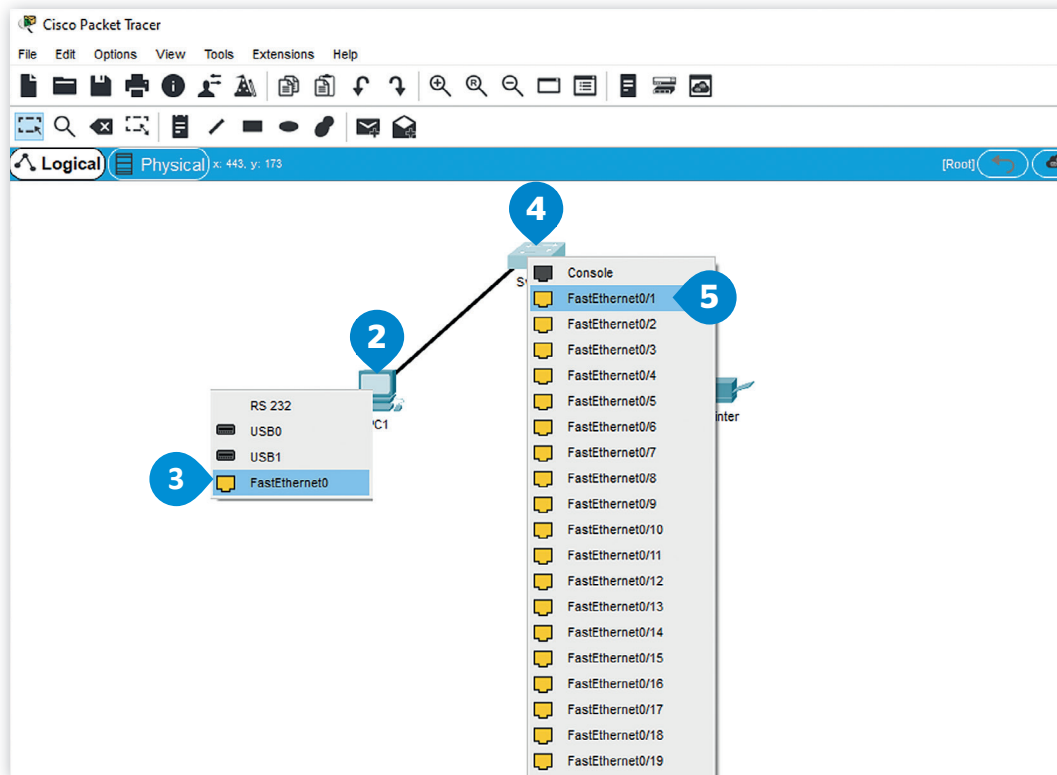 Cisco Packet Tracer
File Edit Options View Tools Extensions Help
Logical Physical x: 443, y: 173 [Root]
4
Console
FastEthernet0/1
5
FastEthernet0/2
FastEthernet0/3
FastEthernet0/4
FastEthernet0/5
FastEthernet0/6
FastEthernet0/7
FastEthernet0/8
FastEthernet0/9
FastEthernet0/10
FastEthernet0/11
FastEthernet0/12
FastEthernet0/13
FastEthernet0/14
FastEthernet0/15
FastEthernet0/16
FastEthernet0/17
FastEthernet0/18
FastEthernet0/19
2
PC1
RS 232
USB0
USB1
3
FastEthernet0
inter